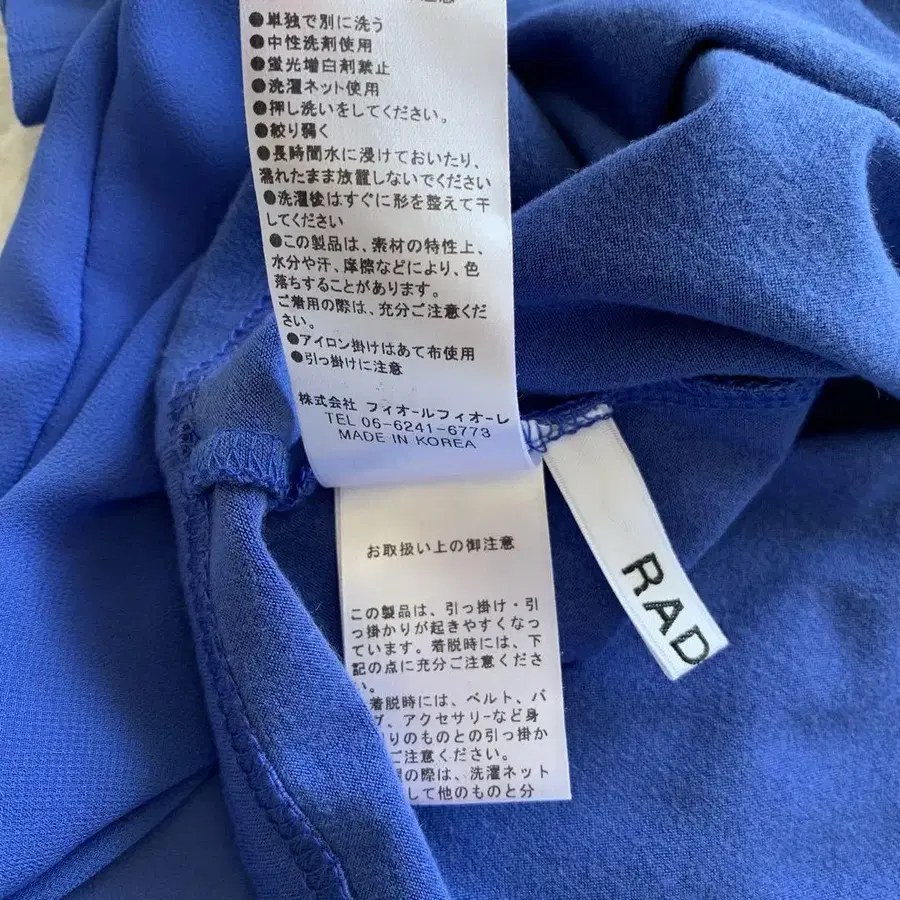 ●単独で別に洗う
●中性洗剤使用
●蛍光増白剤禁止
●洗濯ネット使用
●押し洗いをしてください。
●絞り弱く
●長時間水に浸けておいたり、
濡れたまま放置しないでください
●洗濯後はすぐに形を整えて干
してください
●この製品は、素材の特性上、
水分や汗、摩擦などにより、色
落ちすることがあります。
ご着用の際は、充分ご注意くだ
さい。
●アイロン掛けはあて布使用
●引っ掛けに注意
株式会社 フィオールフィオーレ
TEL 06-6241-6773
MADE IN KOREA
RAD
お取扱い上の御注意
この製品は、引っ掛け・引
っ掛かりが起きやすくなっ
ています。着脱時には、下
記の点に充分ご注意くださ
い。
着脱時には、ベルト、バ
グ、アクセサリーなど身
りのものとの引っ掛か
ご注意ください。
の際は、洗濯ネット
して他のものと分